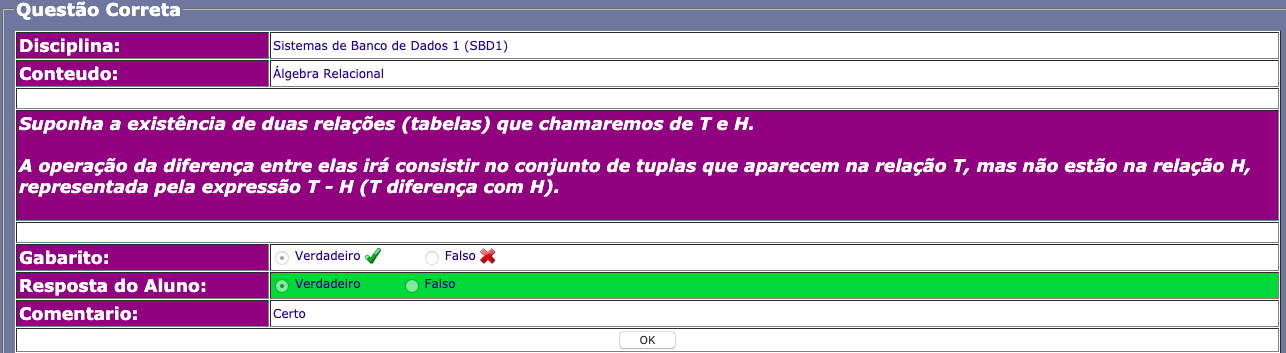 Questão Correta
Disciplina: Sistemas de Banco de Dados 1 (SBD1)
Conteudo: Álgebra Relacional
Suponha a existência de duas relações (tabelas) que chamaremos de T e H.
A operação da diferença entre elas irá consistir no conjunto de tuplas que aparecem na relação T, mas não estão na relação H,
representada pela expressão T - H (T diferença com H).
Gabarito: Verdadeiro Falso
Resposta do Aluno: Verdadeiro Falso
Comentario: Certo
OK